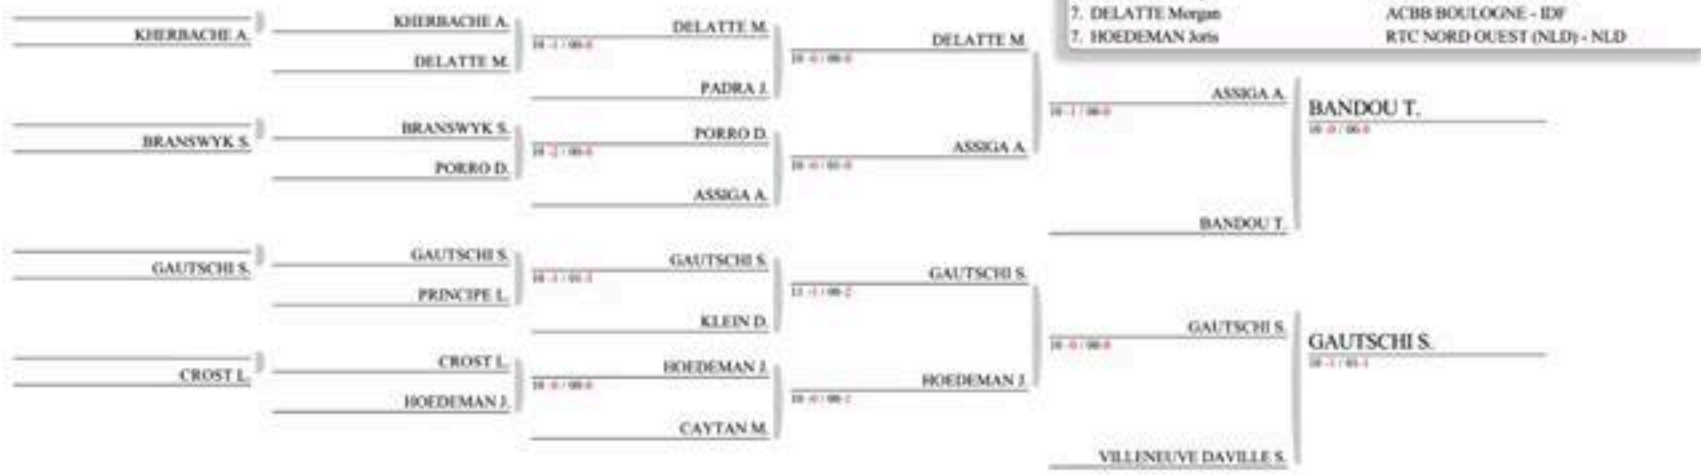 7. DELATTE Morgan ACBB BOULOGNE - IDF
7. HOEDEMAN Joris RTC NORD OUEST (NLD) - NLD
KHERBACHE A.
KHERBACHE A.
DELATTE M.
DELATTE M.
PADRA J.
DELATTE M.
BRANSWYK S.
BRANSWYK S.
PORRO D.
PORRO D.
ASSIGA A.
ASSIGA A.
ASSIGA A.
BANDOU T.
BANDOU T.
GAUTSCHI S.
GAUTSCHI S.
PRINCIPE L.
GAUTSCHI S.
KLEIN D.
GAUTSCHI S.
CROST L.
CROST L.
HOEDEMAN J.
HOEDEMAN J.
CAYTAN M.
HOEDEMAN J.
GAUTSCHI S.
VILLENEUVE DAVILLE S.
GAUTSCHI S.